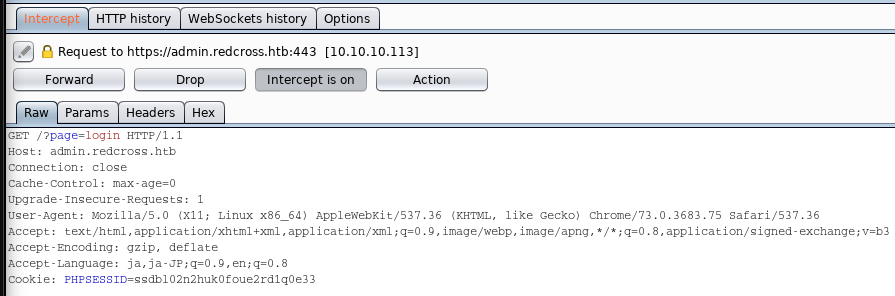 Intercept HTTP history WebSockets history Options
Request to https://admin.redcross.htb:443 [10.10.10.113]
Forward Drop Intercept is on Action
Raw Params Headers Hex
GET /?page=login HTTP/1.1
Host: admin.redcross.htb
Connection: close
Cache-Control: max-age=0
Upgrade-Insecure-Requests: 1
User-Agent: Mozilla/5.0 (X11; Linux x86_64) AppleWebKit/537.36 (KHTML, like Gecko) Chrome/73.0.3683.75 Safari/537.36
Accept: text/html,application/xhtml+xml,application/xml;q=0.9,image/webp,image/apng,*/*;q=0.8,application/signed-exchange;v=b3
Accept-Encoding: gzip, deflate
Accept-Language: ja,ja-JP;q=0.9,en;q=0.8
Cookie: PHPSESSID=ssdbl02n2huk0foue2rd1q0e33